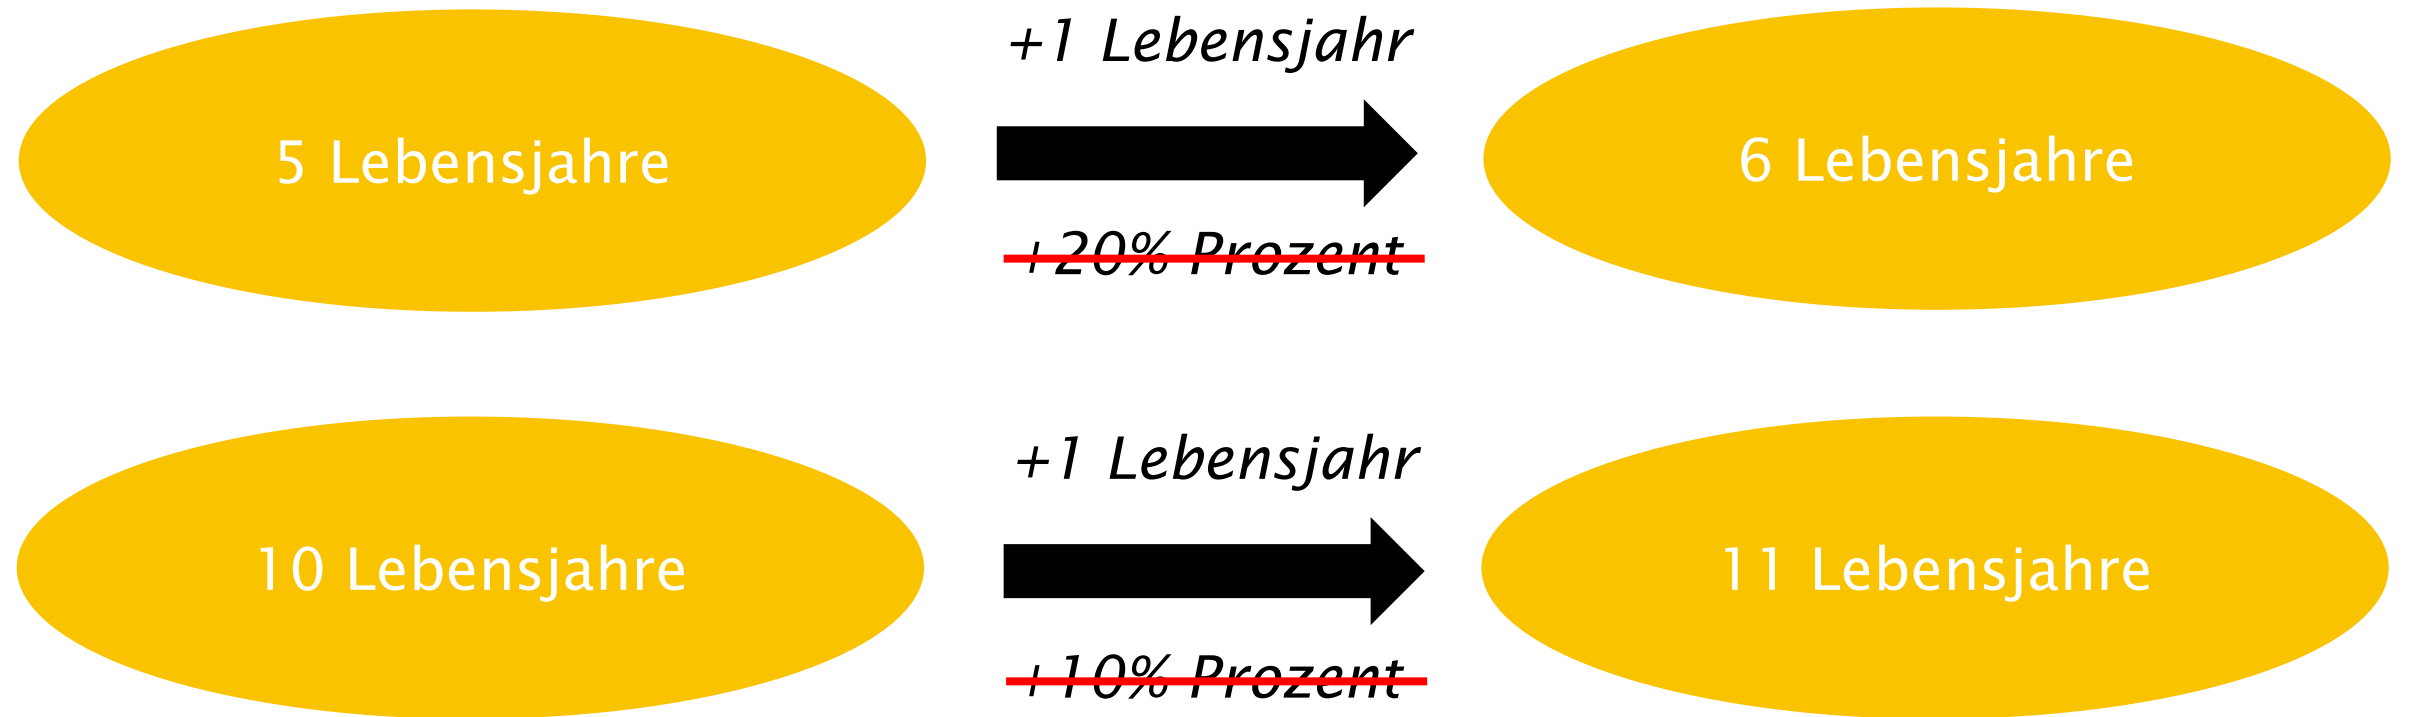 +1 Lebensjahr
5 Lebensjahre
6 Lebensjahre
+20% Prozent
+1 Lebensjahr
10 Lebensjahre
11 Lebensjahre
+10% Prozent